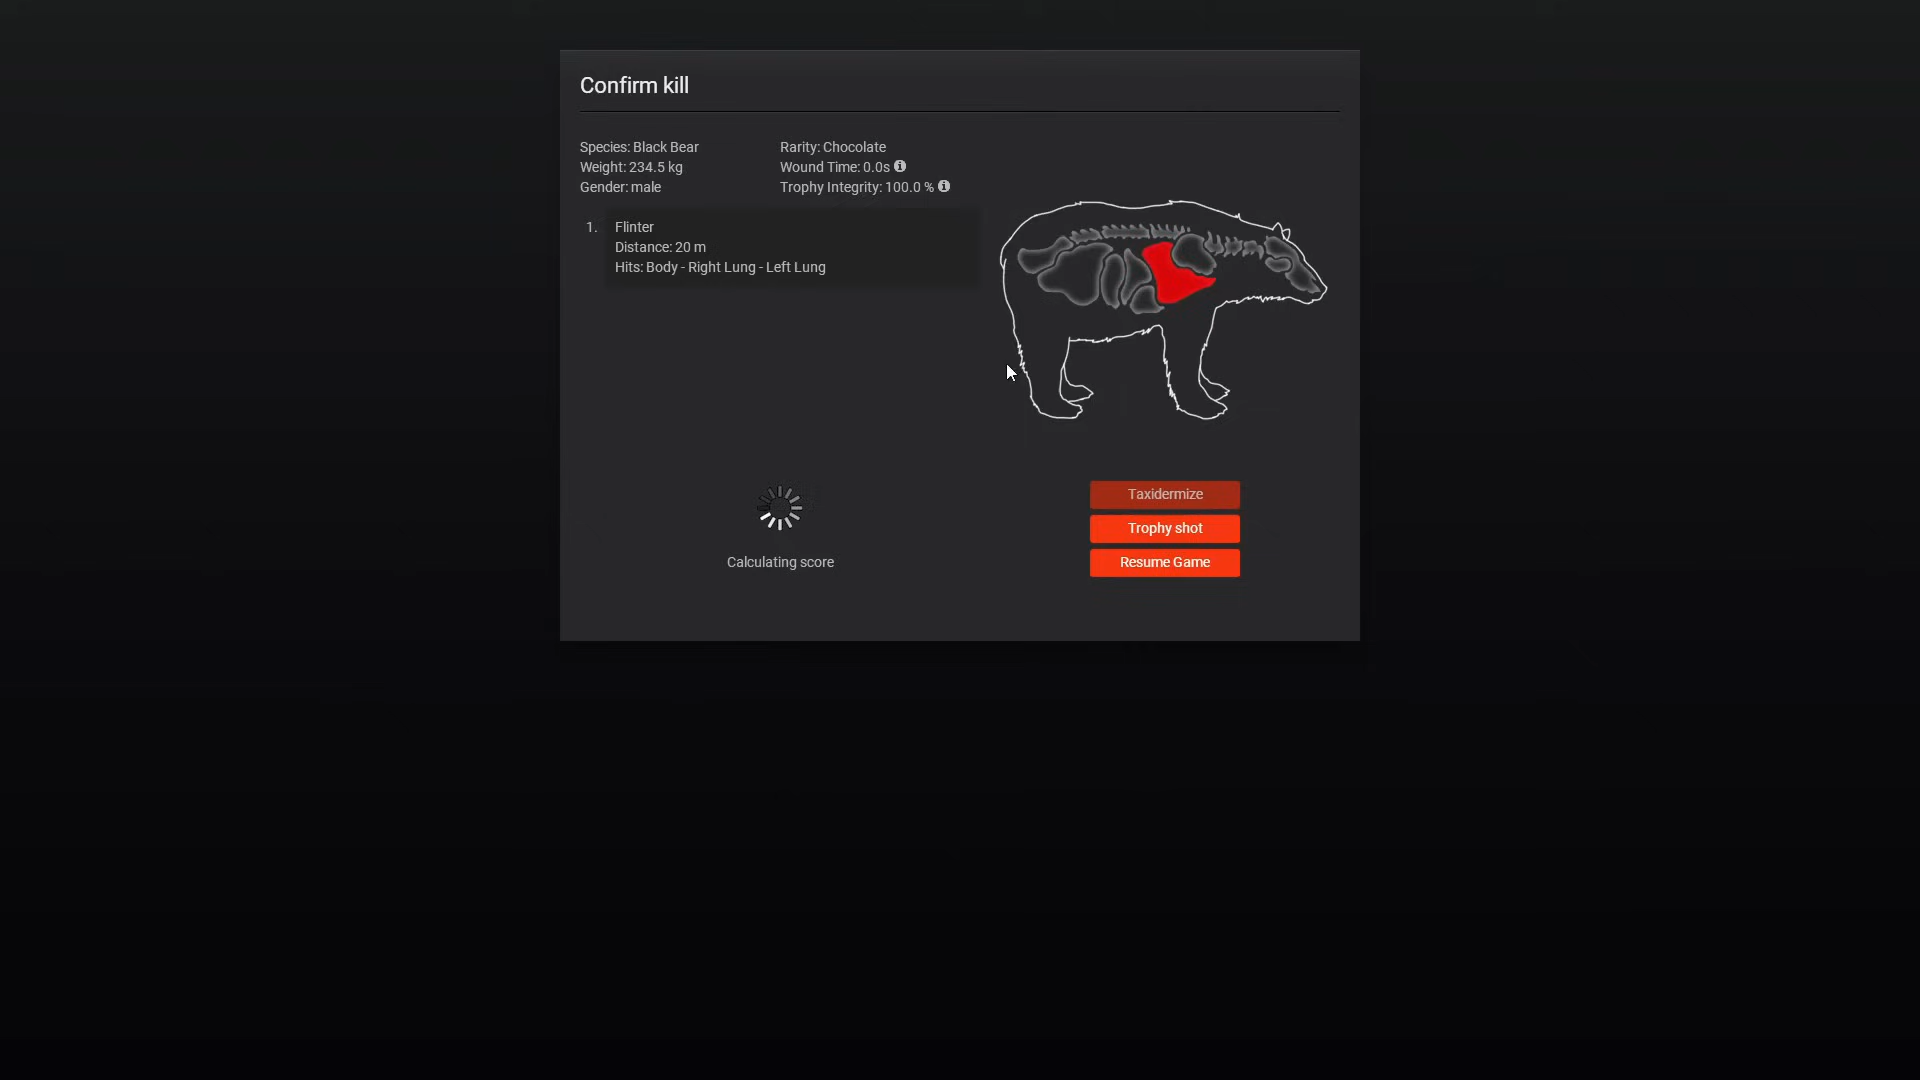 Confirm kill
Species: Black Bear
Weight: 234.5 kg
Gender: male
Rarity: Chocolate
Wound Time: 0.0s
Trophy Integrity: 100.0 %
1.
Flinter
Distance: 20 m
Hits: Body - Right Lung - Left Lung
Calculating score
Taxidermize
Trophy shot
Resume Game